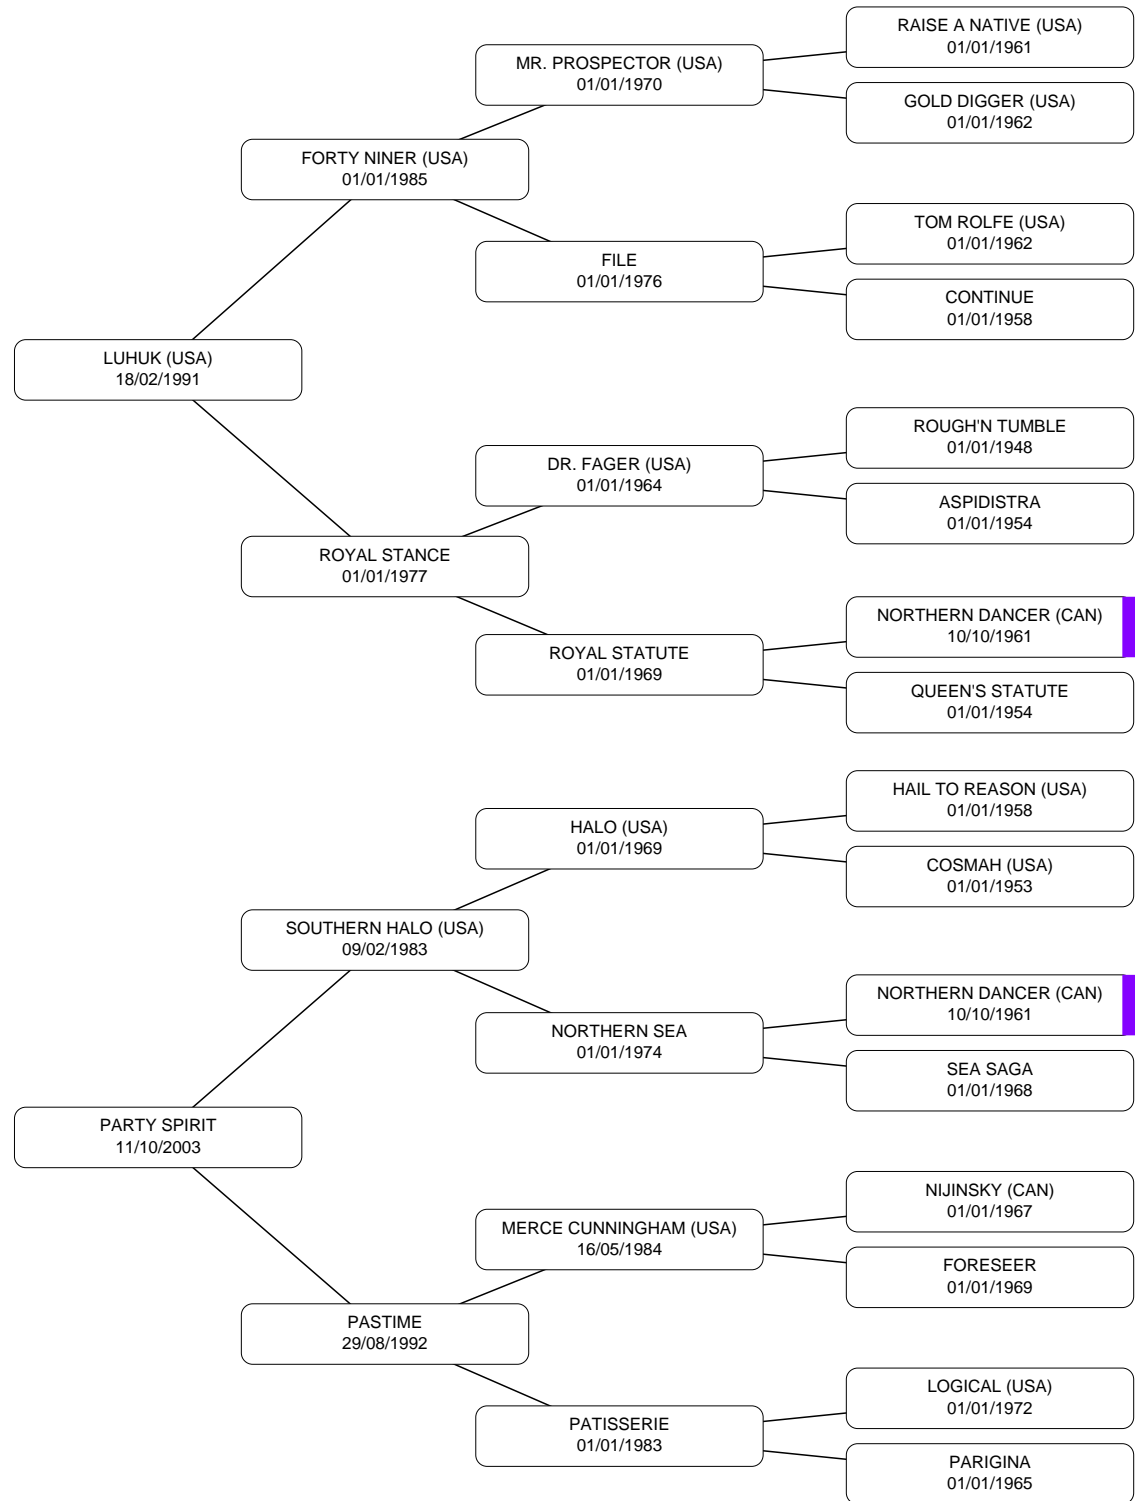 RAISE A NATIVE (USA)
01/01/1961
MR. PROSPECTOR (USA)
01/01/1970
GOLD DIGGER (USA)
01/01/1962
FORTY NINER (USA)
01/01/1985
TOM ROLFE (USA)
01/01/1962
FILE
01/01/1976
CONTINUE
01/01/1958
LUHUK (USA)
18/02/1991
ROUGH'N TUMBLE
01/01/1948
DR. FAGER (USA)
01/01/1964
ASPIDISTRA
01/01/1954
ROYAL STANCE
01/01/1977
NORTHERN DANCER (CAN)
10/10/1961
ROYAL STATUTE
01/01/1969
QUEEN'S STATUTE
01/01/1954
HAIL TO REASON (USA)
01/01/1958
HALO (USA)
01/01/1969
COSMAH (USA)
01/01/1953
SOUTHERN HALO (USA)
09/02/1983
NORTHERN DANCER (CAN)
10/10/1961
NORTHERN SEA
01/01/1974
SEA SAGA
01/01/1968
PARTY SPIRIT
11/10/2003
NIJINSKY (CAN)
01/01/1967
MERCE CUNNINGHAM (USA)
16/05/1984
FORESEER
01/01/1969
PASTIME
29/08/1992
LOGICAL (USA)
01/01/1972
PATISSERIE
01/01/1983
PARIGINA
01/01/1965